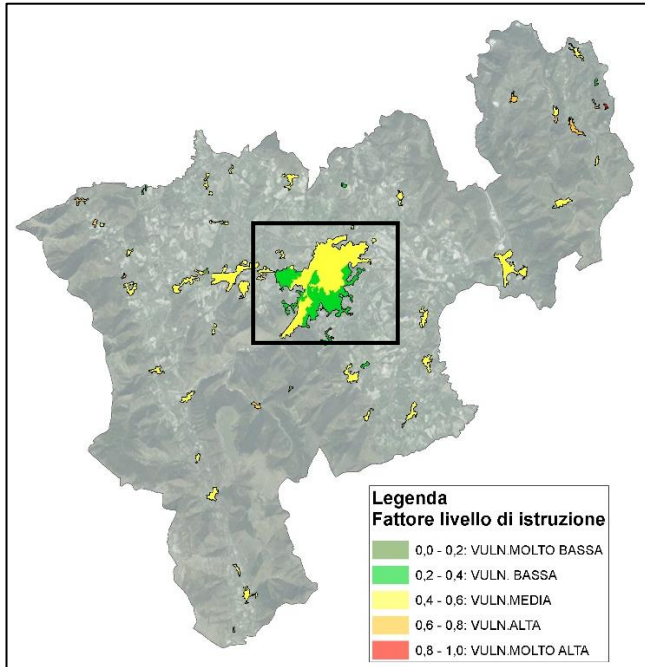 Legenda
Fattore livello di istruzione
0,0 - 0,2: VULN.MOLTO BASSA
0,2 - 0,4: VULN. BASSA
0,4 - 0,6: VULN.MEDIA
0,6 - 0,8: VULN.ALTA
0,8 - 1,0: VULN.MOLTO ALTA